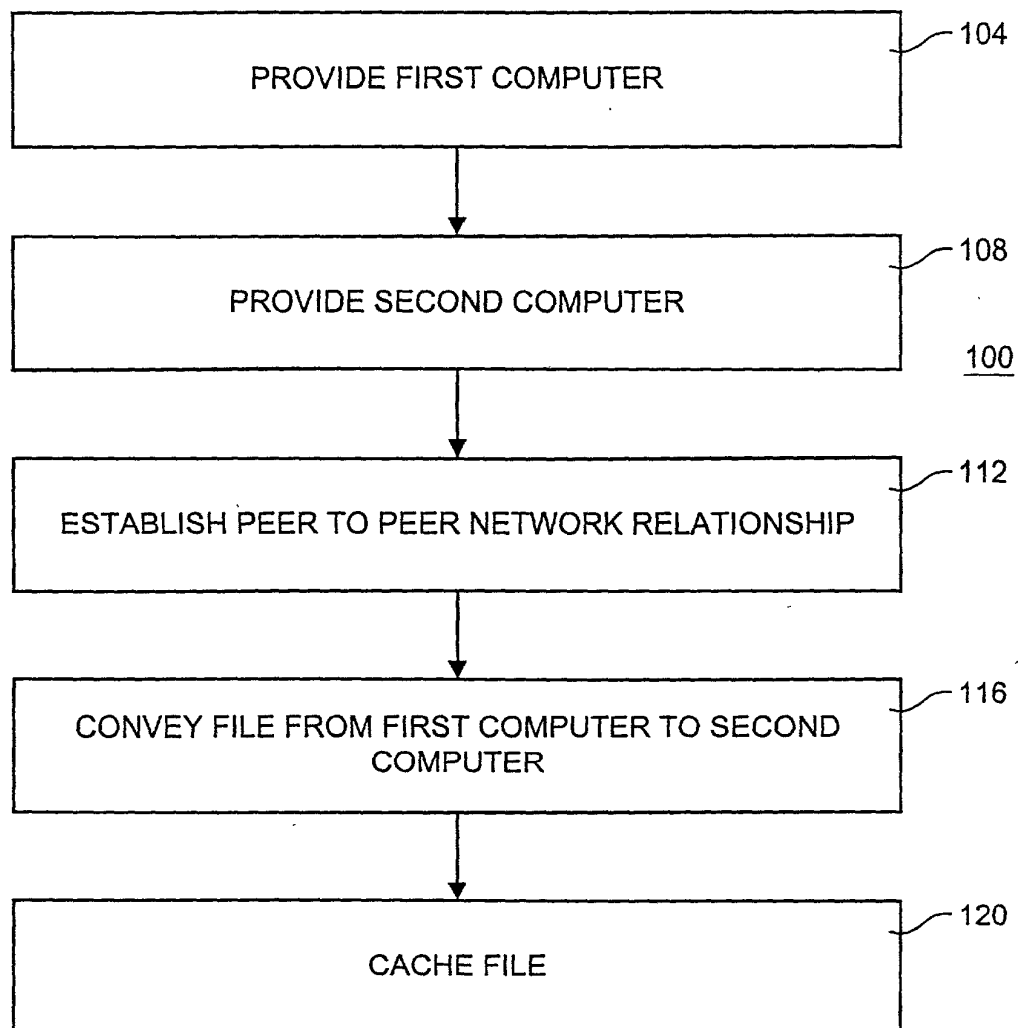 104
PROVIDE FIRST COMPUTER
108
PROVIDE SECOND COMPUTER
100
112
ESTABLISH PEER TO PEER NETWORK RELATIONSHIP
116
CONVEY FILE FROM FIRST COMPUTER TO SECOND
COMPUTER
120
CACHE FILE